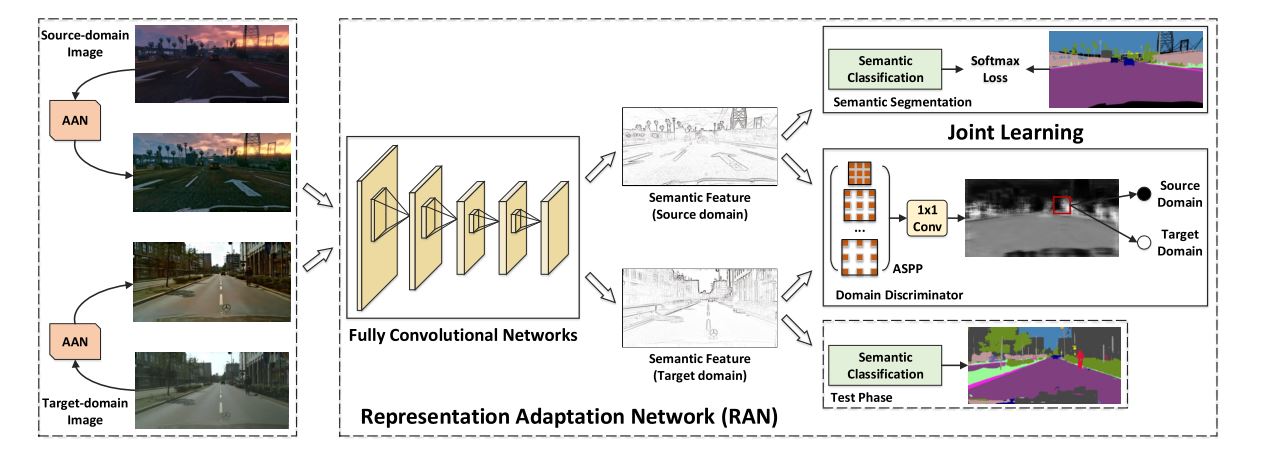 Source-domain
Image
AAN
AAN
Target-domain
Image
Fully Convolutional Networks
Semantic Feature
(Source domain)
Semantic Feature
(Target domain)
Representation Adaptation Network (RAN)
Semantic
Classification
Softmax
Loss
Semantic Segmentation
Joint Learning
1x1
Conv
...
ASPP
Source
Domain
Target
Domain
Domain Discriminator
Semantic
Classification
Test Phase